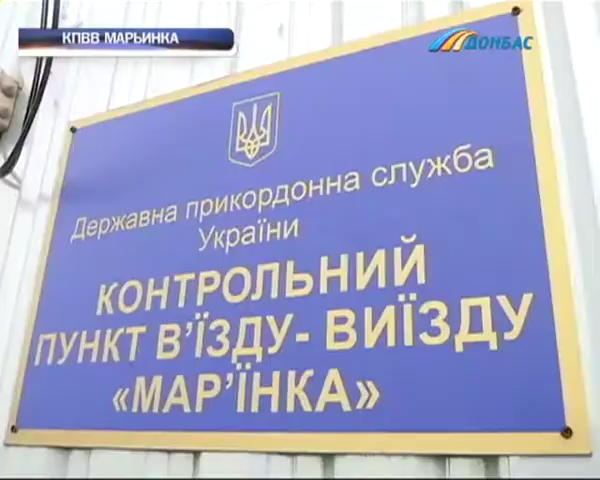 КПВВ МАРЬИНКА
ДОНБАС
Державна прикордонна служба
України
КОНТРОЛЬНИЙ
ПУНКТ В'ЇЗДУ- ВИЇЗДУ
«МАР'ЇНКА»